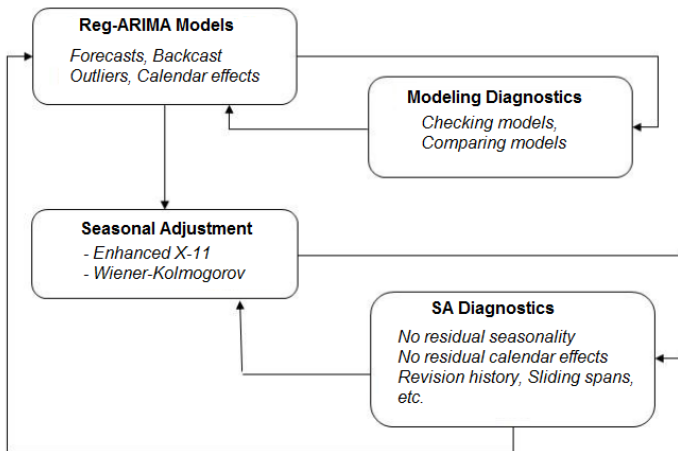 Reg-ARIMA Models
Forecasts, Backcast
Outliers, Calendar effects
Modeling Diagnostics
Checking models,
Comparing models
Seasonal Adjustment
- Enhanced X-11
- Wiener-Kolmogorov
SA Diagnostics
No residual seasonality
No residual calendar effects
Revision history, Sliding spans,
etc.